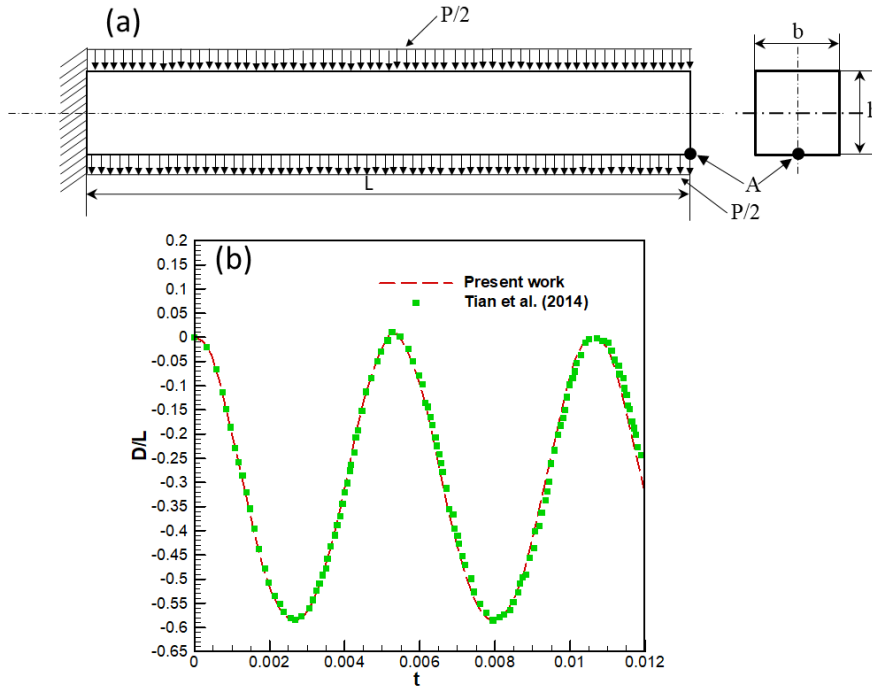 (a)
P/2
b
h
L
A
P/2
(b)
Present work
Tian et al. (2014)
0.2
0.15
0.1
0.05
0
-0.05
-0.1
-0.15
-0.2
-0.25
-0.3
-0.35
-0.4
-0.45
-0.5
-0.55
-0.6
-0.65
D/L
0 0.002 0.004 0.006 0.008 0.01 0.012
t